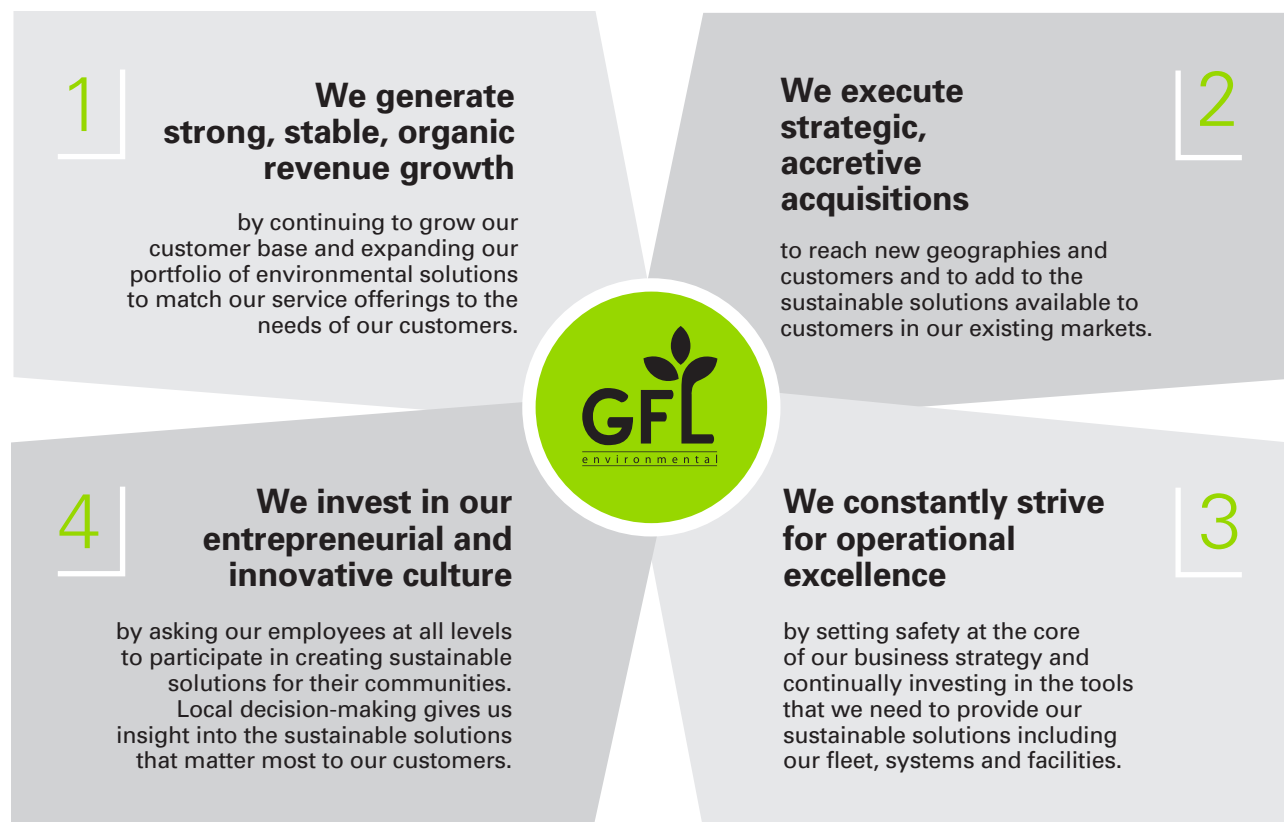 1
We generate
strong, stable, organic
revenue growth
by continuing to grow our
customer base and expanding our
portfolio of environmental solutions
to match our service offerings to the
needs of our customers.
2
We execute
strategic,
accretive
acquisitions
to reach new geographies and
customers and to add to the
sustainable solutions available to
customers in our existing markets.
GFL
environmental
4
We invest in our
entrepreneurial and
innovative culture
by asking our employees at all levels
to participate in creating sustainable
solutions for their communities.
Local decision-making gives us
insight into the sustainable solutions
that matter most to our customers.
3
We constantly strive
for operational
excellence
by setting safety at the core
of our business strategy and
continually investing in the tools
that we need to provide our
sustainable solutions including
our fleet, systems and facilities.